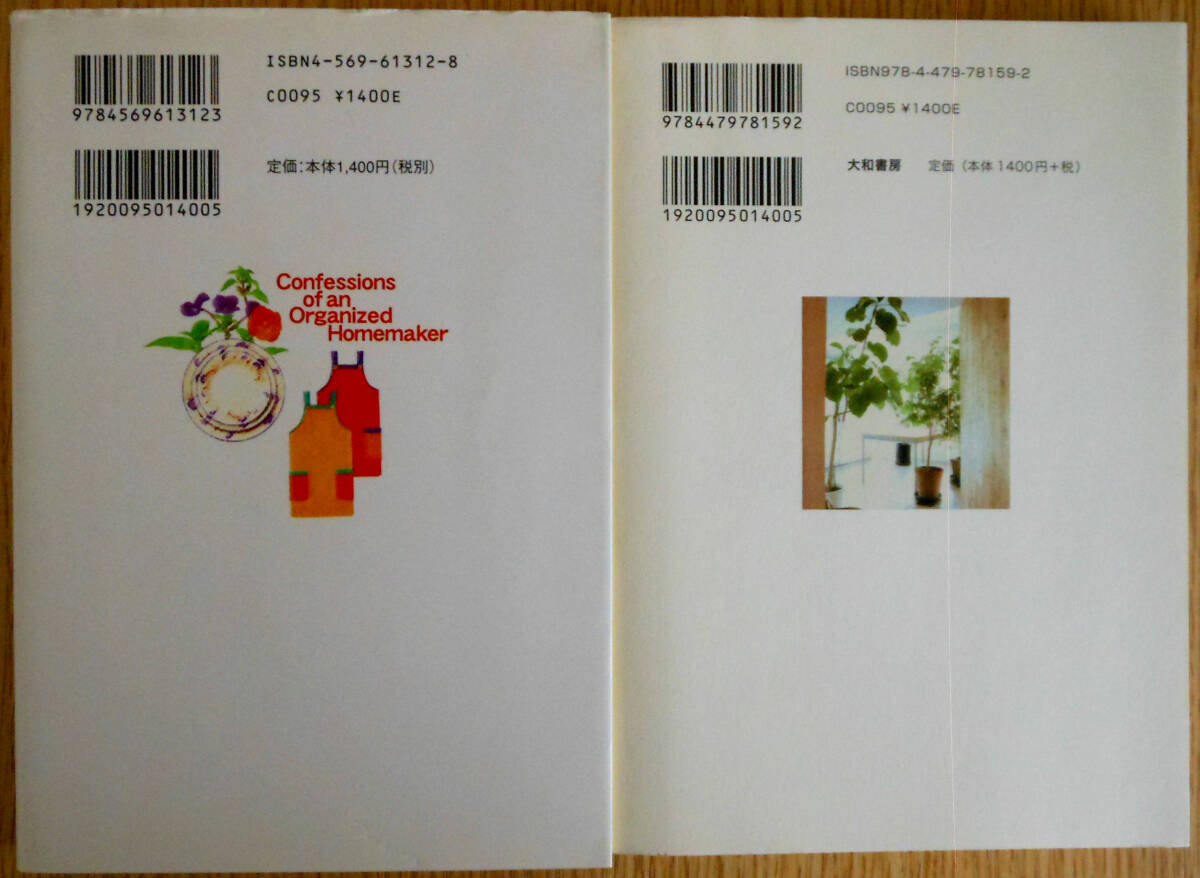 ISBN4-569-61312-8
9784569613123
C0095 ¥1400E
定価:本体1,400円(税別)
1920095014005
Confessions
of an
Organized
Homemaker
ISBN978-4-479-78159-2
C0095 ¥1400E
9784479781592
大和書房 定価（本体1400円+税）
1920095014005